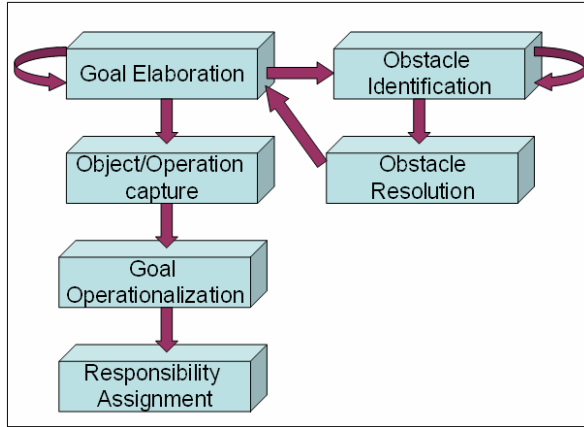 Goal Elaboration
Obstacle
Identification
Object/Operation
capture
Obstacle
Resolution
Goal
Operationalization
Responsibility
Assignment